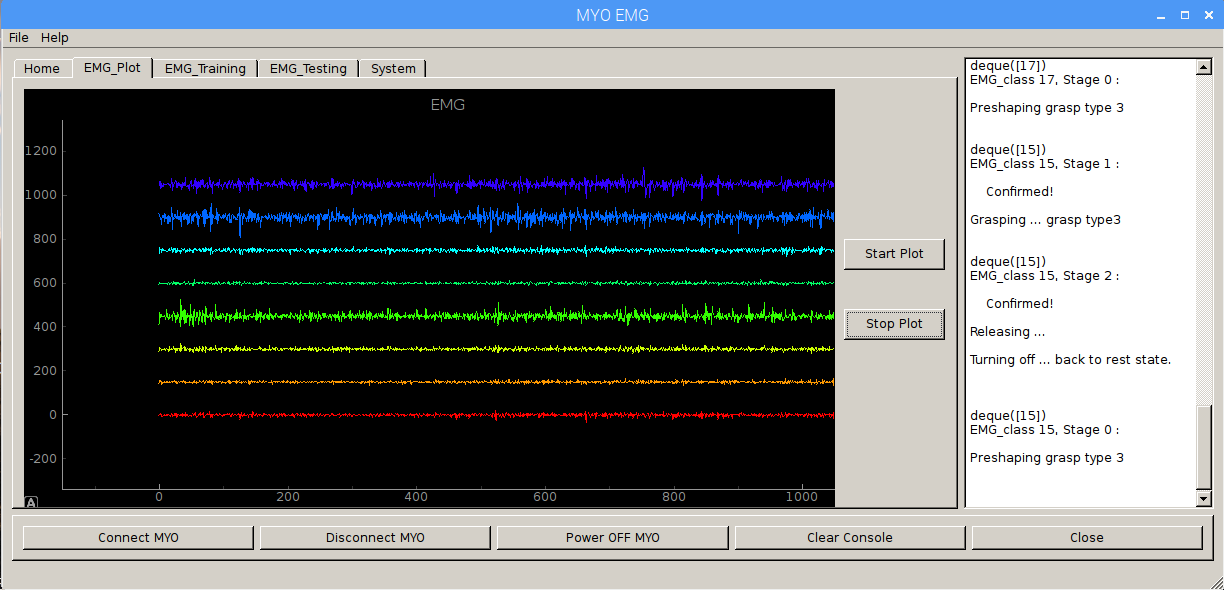 MYO EMG
File Help
Home EMG_Plot EMG_Training EMG_Testing System
EMG
1200
1000
800
600
400
200
0
-200
0 200 400 600 800 1000
A
Start Plot
Stop Plot
deque([17])
EMG_class 17, Stage 0 :
Preshaping grasp type 3
deque([15])
EMG_class 15, Stage 1 :
Confirmed!
Grasping ... grasp type3
deque([15])
EMG_class 15, Stage 2 :
Confirmed!
Releasing ...
Turning off ... back to rest state.
deque([15])
EMG_class 15, Stage 0 :
Preshaping grasp type 3
Connect MYO Disconnect MYO Power OFF MYO Clear Console Close